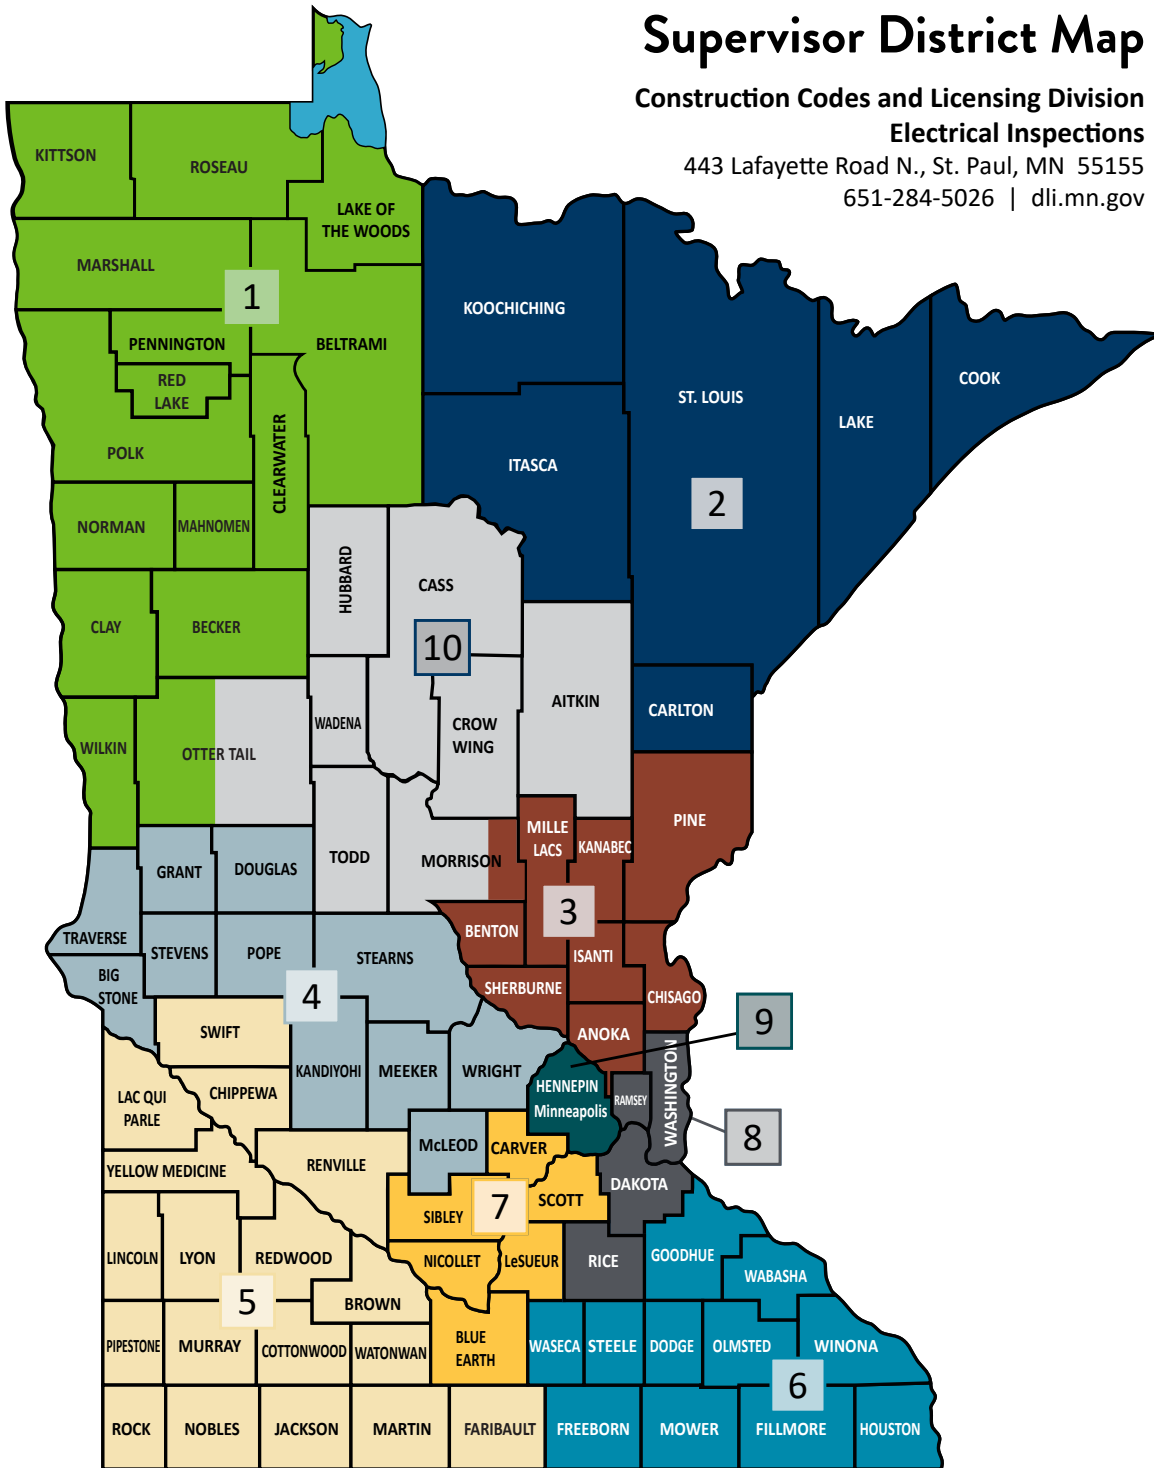 Supervisor District Map
Construction Codes and Licensing Division
Electrical Inspections
443 Lafayette Road N., St. Paul, MN 55155
651-284-5026 | dli.mn.gov
KITTSON
ROSEAU
LAKE OF
THE WOODS
MARSHALL
1
KOOCHICHING
PENNINGTON
BELTRAMI
RED
LAKE
ST. LOUIS
COOK
LAKE
POLK
CLEARWATER
ITASCA
2
NORMAN
MAHNOMEN
HUBBARD
CASS
CLAY
BECKER
10
AITKIN
CARLTON
WADENA
CROW
WING
WILKIN
OTTER TAIL
PINE
MILLE
LACS
KANABEC
TODD
MORRISON
GRANT
DOUGLAS
3
BENTON
TRAVERSE
STEVENS
POPE
STEARNS
ISANTI
BIG
STONE
4
SHERBURNE
CHISAGO
SWIFT
ANOKA
9
KANDIYOHI
MEEKER
WRIGHT
HENNEPIN
Minneapolis
RAMSEY
WASHINGTON
LAC QUI
PARLE
CHIPPEWA
8
McLEOD
CARVER
YELLOW MEDICINE
RENVILLE
DAKOTA
SIBLEY
7
SCOTT
LINCOLN
LYON
REDWOOD
NICOLLET
LeSUEUR
RICE
GOODHUE
WABASHA
5
BROWN
PIPESTONE
MURRAY
COTTONWOOD
WATONWAN
BLUE
EARTH
WASECA
STEELE
DODGE
OLMSTED
WINONA
6
ROCK
NOBLES
JACKSON
MARTIN
FARIBAULT
FREEBORN
MOWER
FILLMORE
HOUSTON